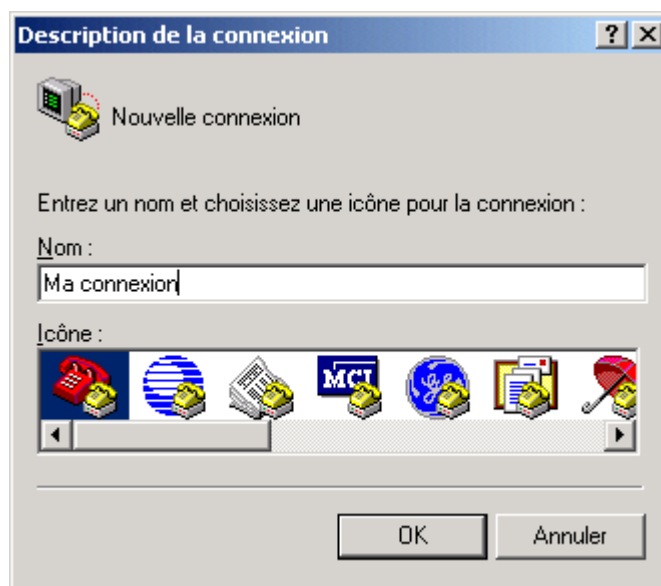 Description de la connexion
Nouvelle connexion
Entrez un nom et choisissez une icône pour la connexion :
Nom :
Ma connexion
Icône :
MCI
OK Annuler